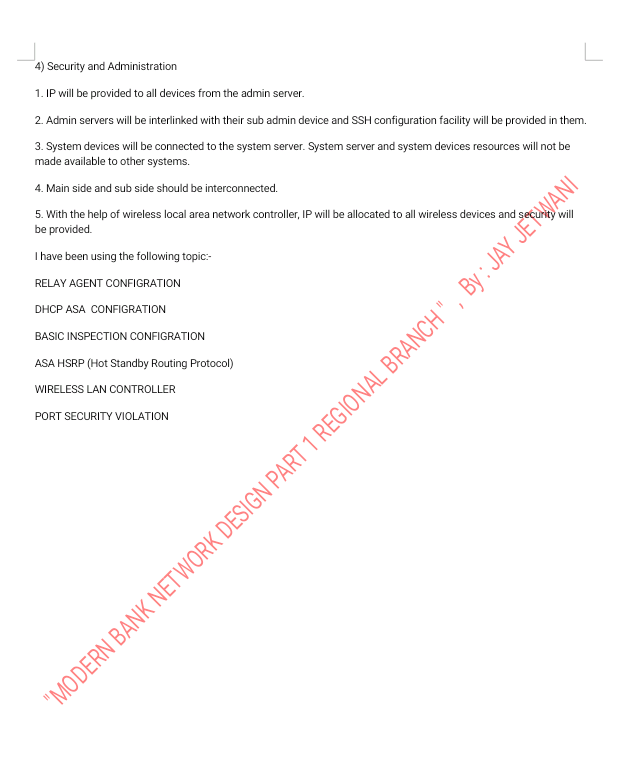 4) Security and Administration
1. IP will be provided to all devices from the admin server.
2. Admin servers will be interlinked with their sub admin device and SSH configuration facility will be provided in them.
3. System devices will be connected to the system server. System server and system devices resources will not be
made available to other systems.
4. Main side and sub side should be interconnected.
5. With the help of wireless local area network controller, IP will be allocated to all wireless devices and security will
be provided.
I have been using the following topic:-
RELAY AGENT CONFIGRATION
DHCP ASA  CONFIGRATION
BASIC INSPECTION CONFIGRATION
ASA HSRP (Hot Standby Routing Protocol)
WIRELESS LAN CONTROLLER
PORT SECURITY VIOLATION
"MODERN BANK NETWORK DESIGN PART 1 REGIONAL BRANCH" , By : JAY JETWANI